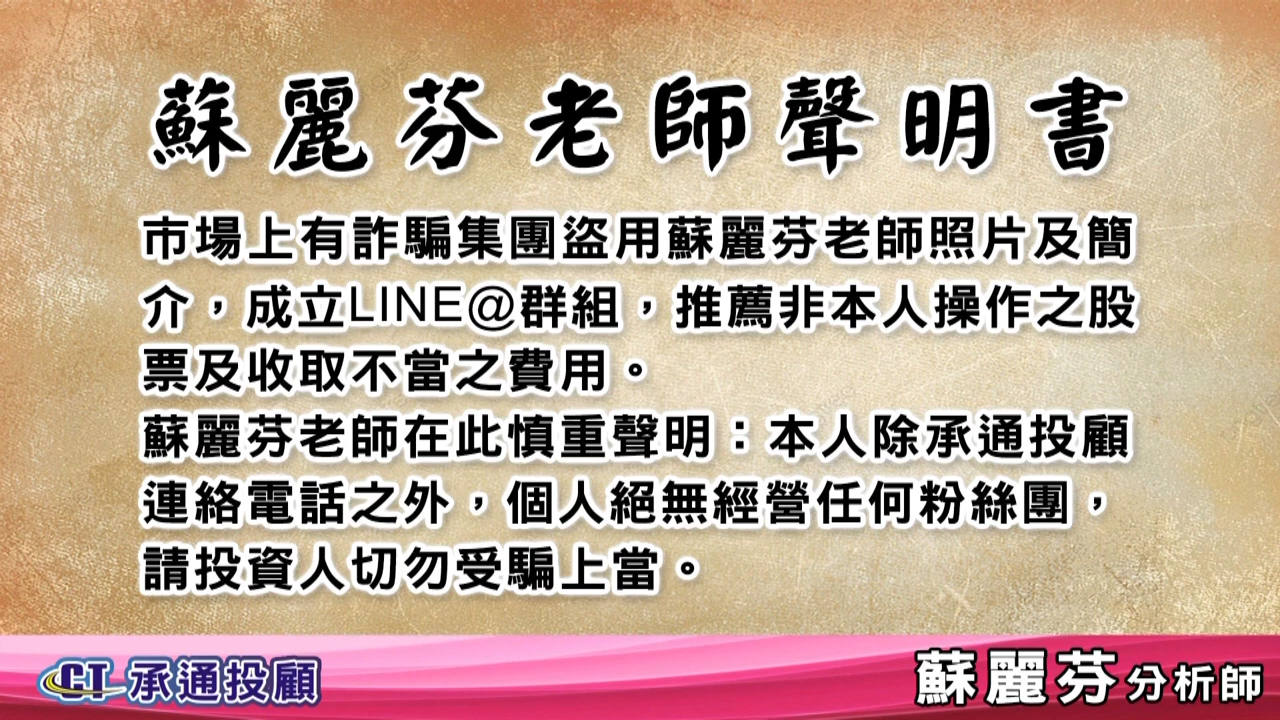 蘇麗芬老師聲明書
市場上有詐騙集團盜用蘇麗芬老師照片及簡
介，成立LINE@群組，推薦非本人操作之股
票及收取不當之費用。
蘇麗芬老師在此慎重聲明：本人除承通投顧
連絡電話之外，個人絕無經營任何粉絲團，
請投資人切勿受騙上當。
CT 承通投顧
蘇麗芬分析師